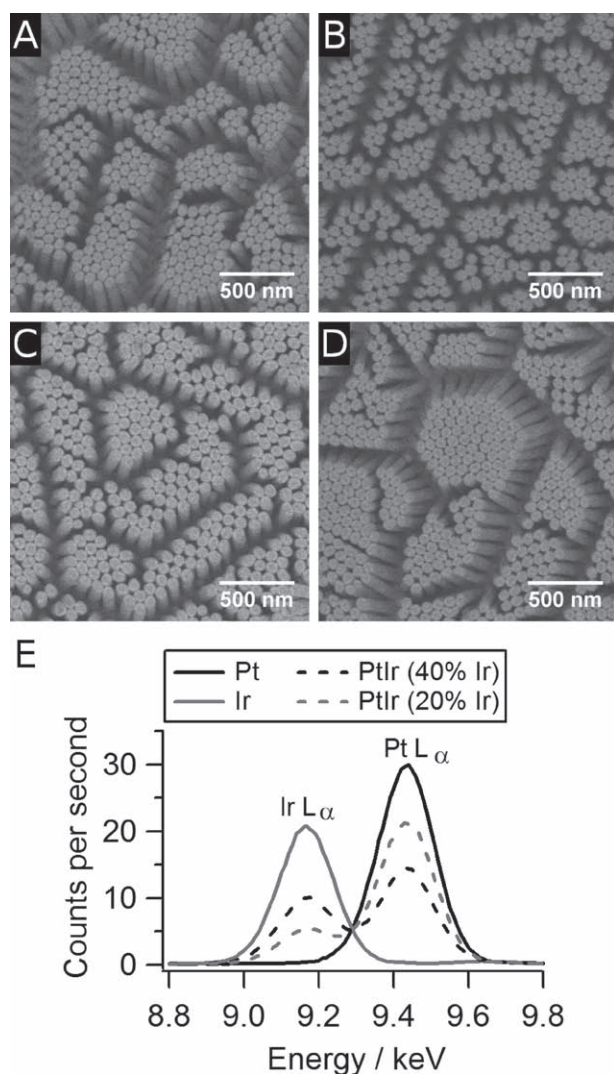 A
500 nm
B
500 nm
C
500 nm
D
500 nm
E
Pt
PtIr (40% Ir)
Ir
PtIr (20% Ir)
Pt L α
Ir L α
Counts per second
30
20
10
0
8.8 9.0 9.2 9.4 9.6 9.8
Energy / keV